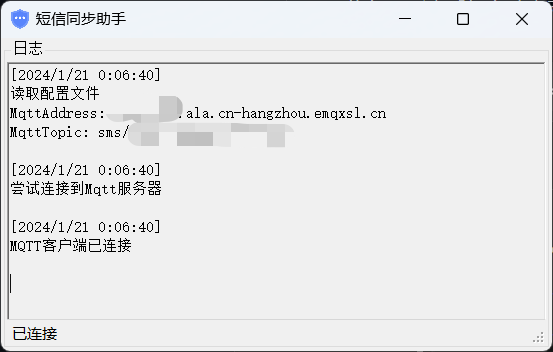 短信同步助手
日志
[2024/1/21 0:06:40]
读取配置文件
MqttAddress: .ala.cn-hangzhou.emqxsl.cn
MqttTopic: sms/
[2024/1/21 0:06:40]
尝试连接到Mqtt服务器
[2024/1/21 0:06:40]
MQTT客户端已连接
已连接